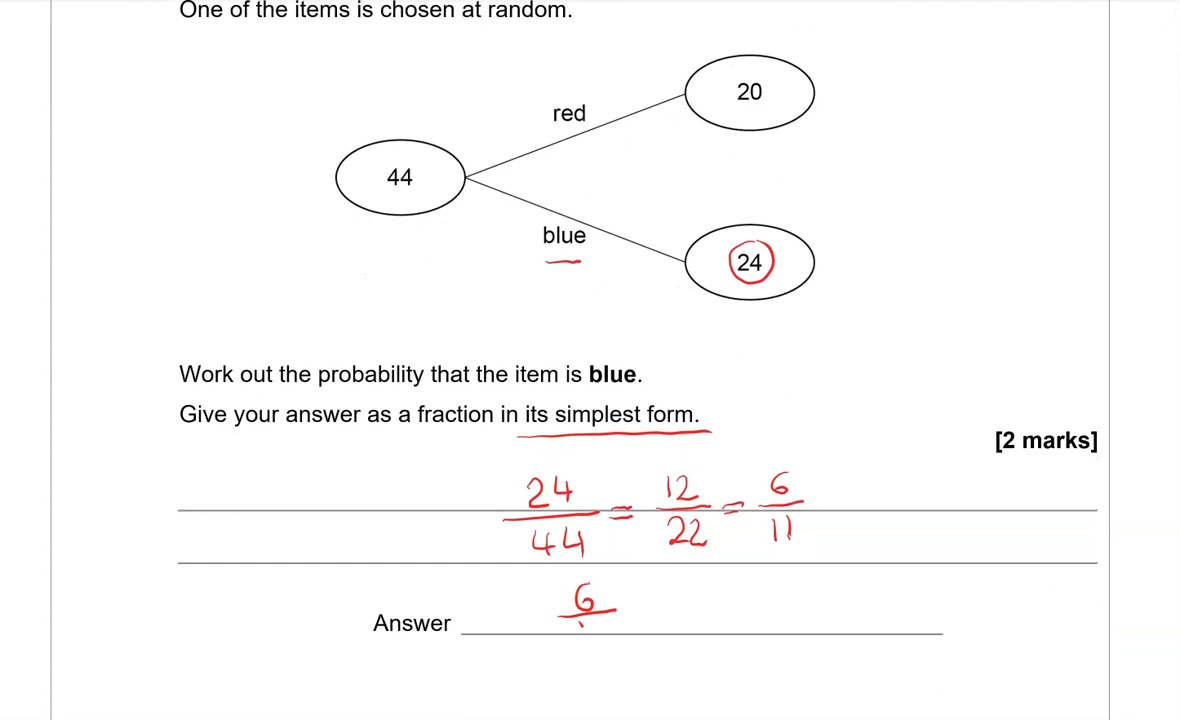 One of the items is chosen at random.
20
red
44
blue
24
Work out the probability that the item is blue.
Give your answer as a fraction in its simplest form.
[2 marks]
24/44 = 12/22 = 6/11
6
Answer